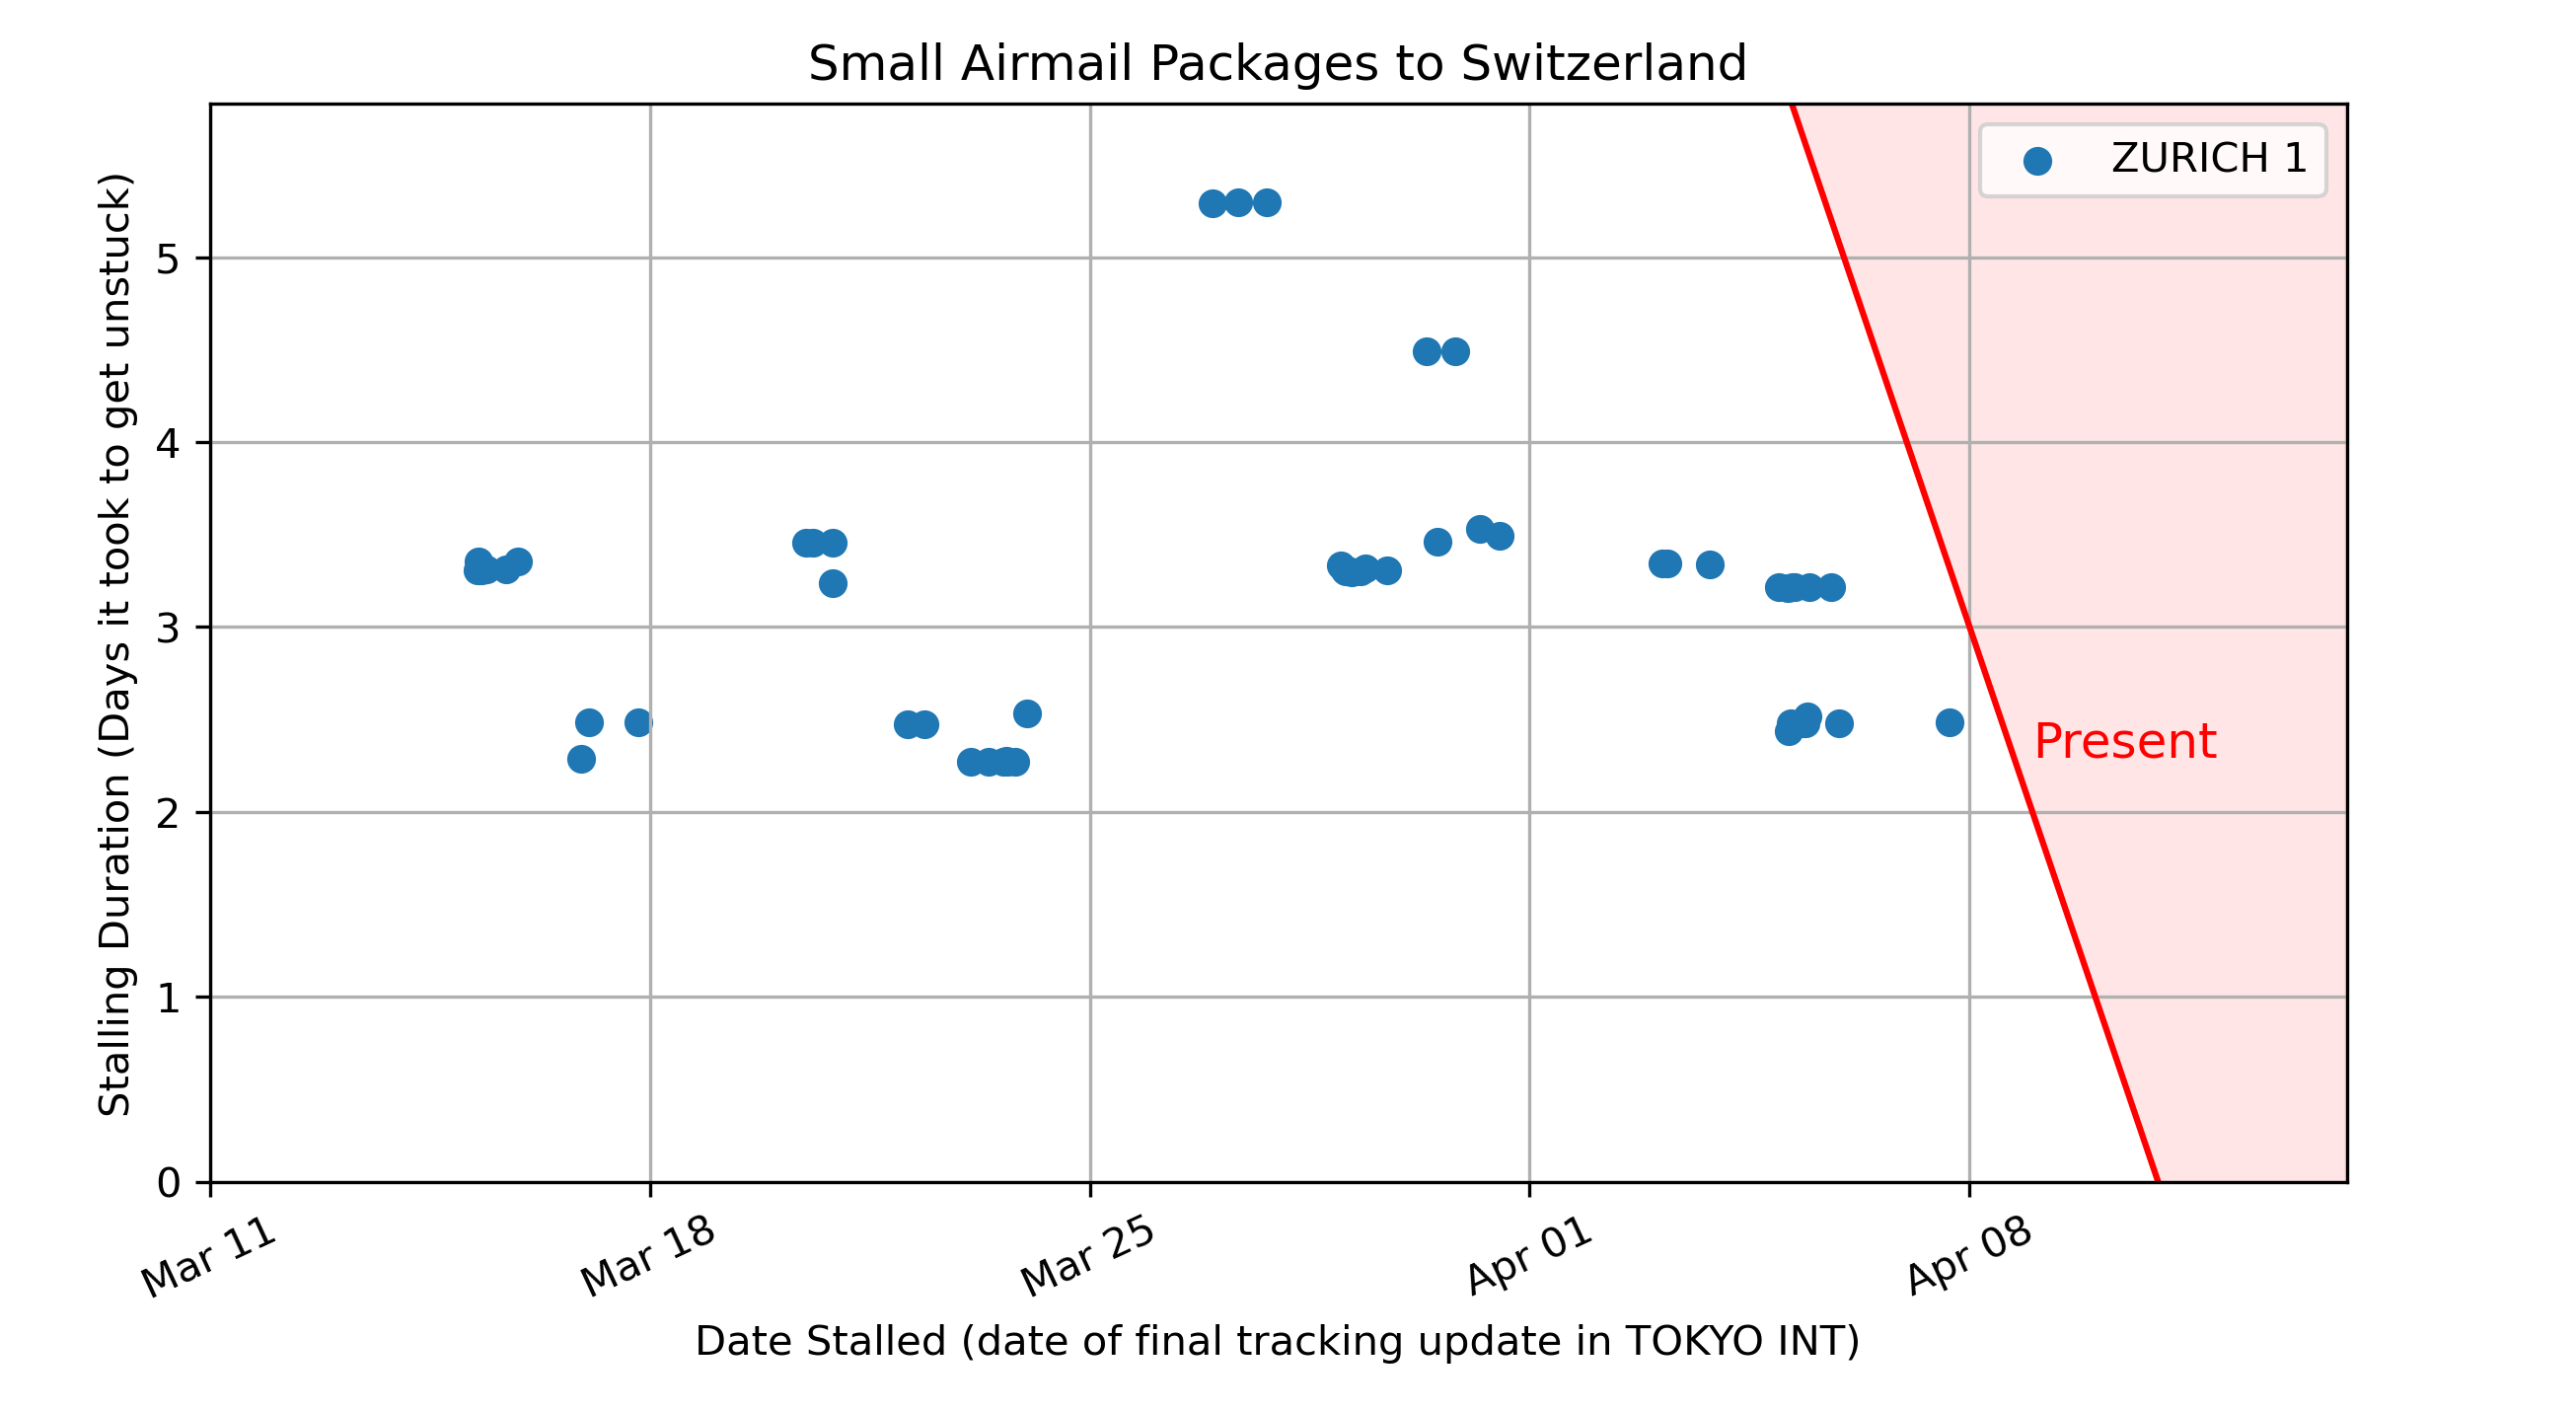 Small Airmail Packages to Switzerland
ZURICH 1
Stalling Duration (Days it took to get unstuck)
5
4
3
2
1
0
Present
Mar 11
Mar 18
Mar 25
Apr 01
Apr 08
Date Stalled (date of final tracking update in TOKYO INT)